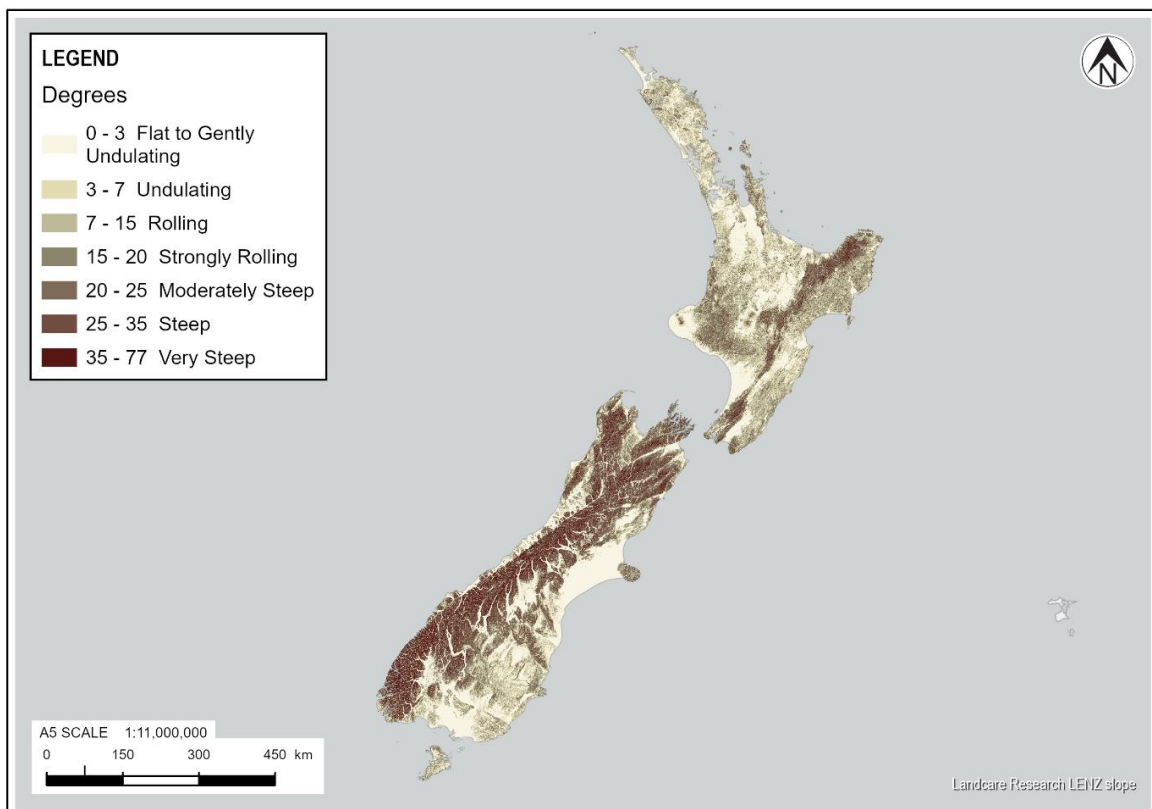 LEGEND
Degrees
0 - 3 Flat to Gently
Undulating
3 - 7 Undulating
7 - 15 Rolling
15 - 20 Strongly Rolling
20 - 25 Moderately Steep
25 - 35 Steep
35 - 77 Very Steep
N
A5 SCALE 1:11,000,000
0 150 300 450 km
Landcare Research LENZ slope